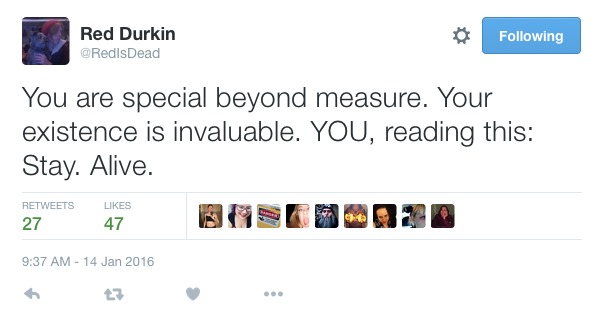 Red Durkin
@RedIsDead
Following
You are special beyond measure. Your
existence is invaluable. YOU, reading this:
Stay. Alive.
RETWEETS LIKES
27 47
9:37 AM - 14 Jan 2016